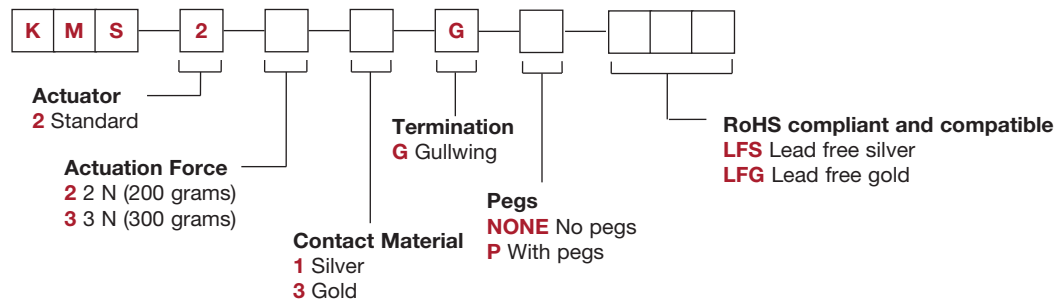 K M S 2 G
Actuator
2 Standard
Actuation Force
2 2 N (200 grams)
3 3 N (300 grams)
Contact Material
1 Silver
3 Gold
Termination
G Gullwing
Pegs
NONE No pegs
P With pegs
RoHS compliant and compatible
LFS Lead free silver
LFG Lead free gold